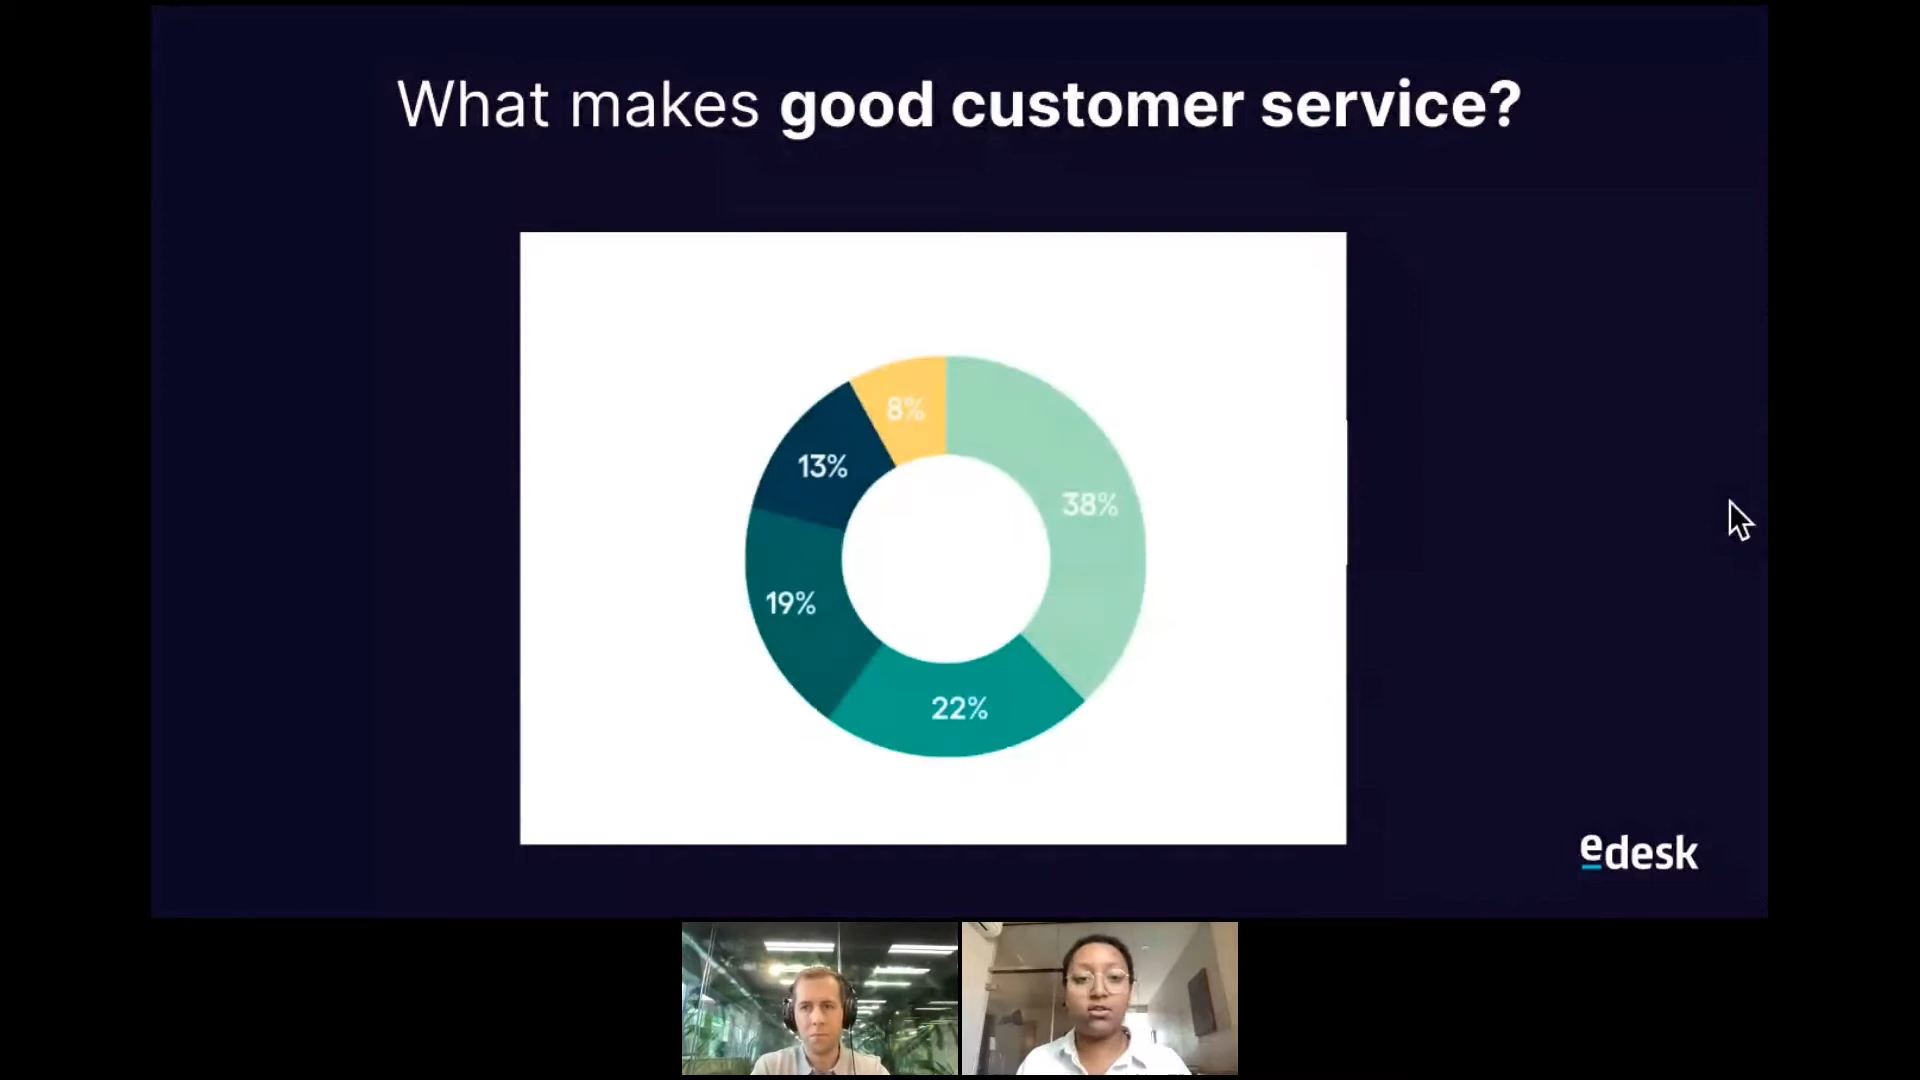 What makes good customer service?
8%
13%
38%
19%
22%
edesk